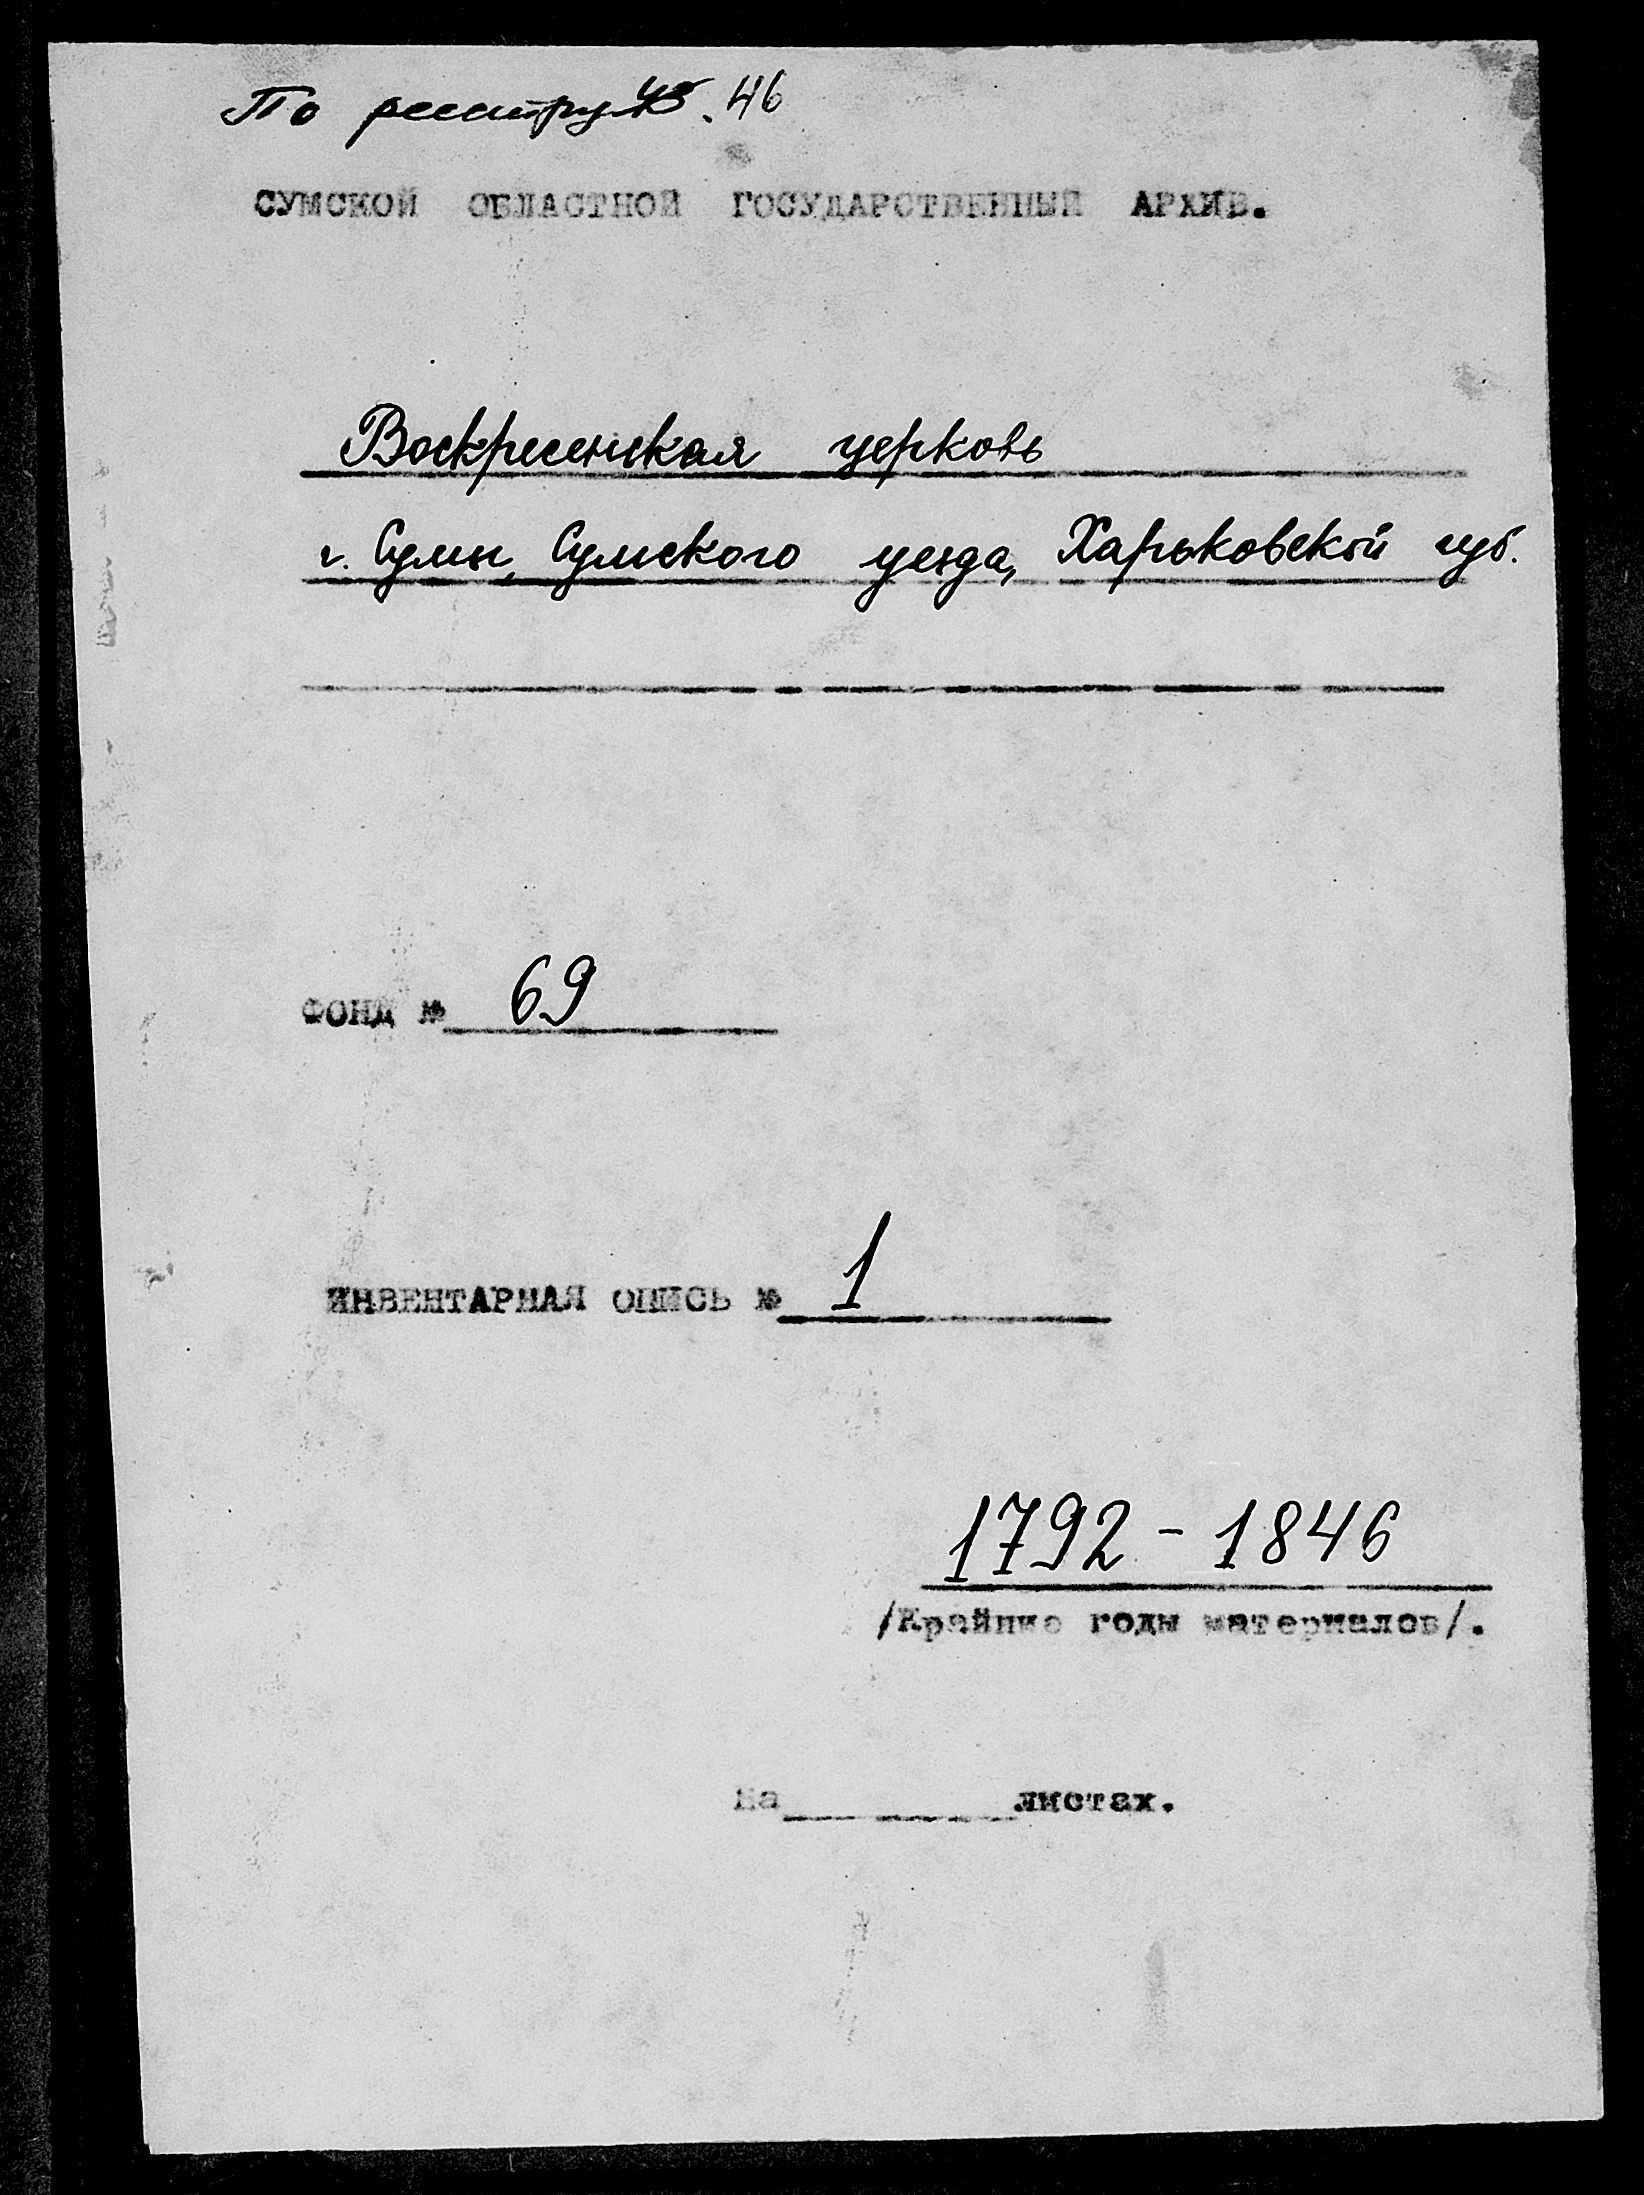 По реестру 46
СУМСКОЙ ОБЛАСТНОЙ ГОСУДАРСТВЕННЫЙ АРХИВ.
Воскресенская церковь
г. Сумы, Сумского уезда, Харьковской губ.
ФОНД № 69
ИНВЕНТАРНАЯ ОПИСЬ № 1
1792 - 1846
/Крайние годы материалов/.
На листах.